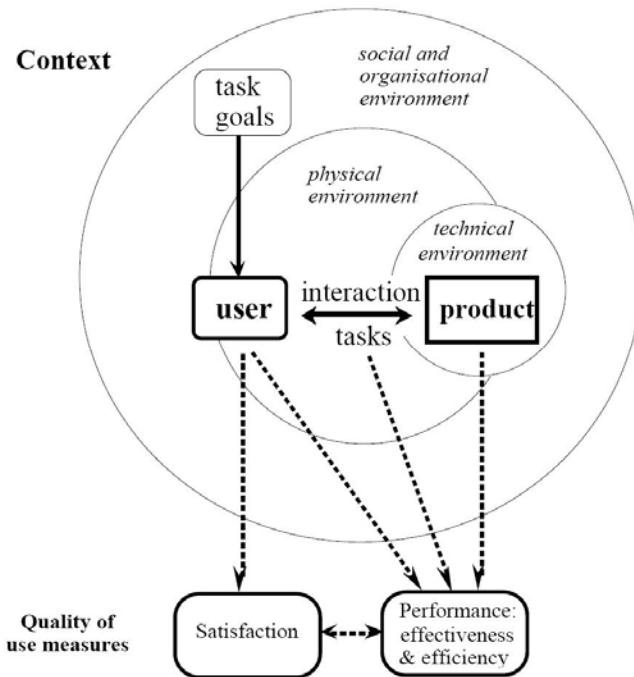 Context
social and
organisational
environment
task
goals
physical
environment
technical
environment
user
interaction
tasks
product
Quality of
use measures
Satisfaction
Performance:
effectiveness
& efficiency